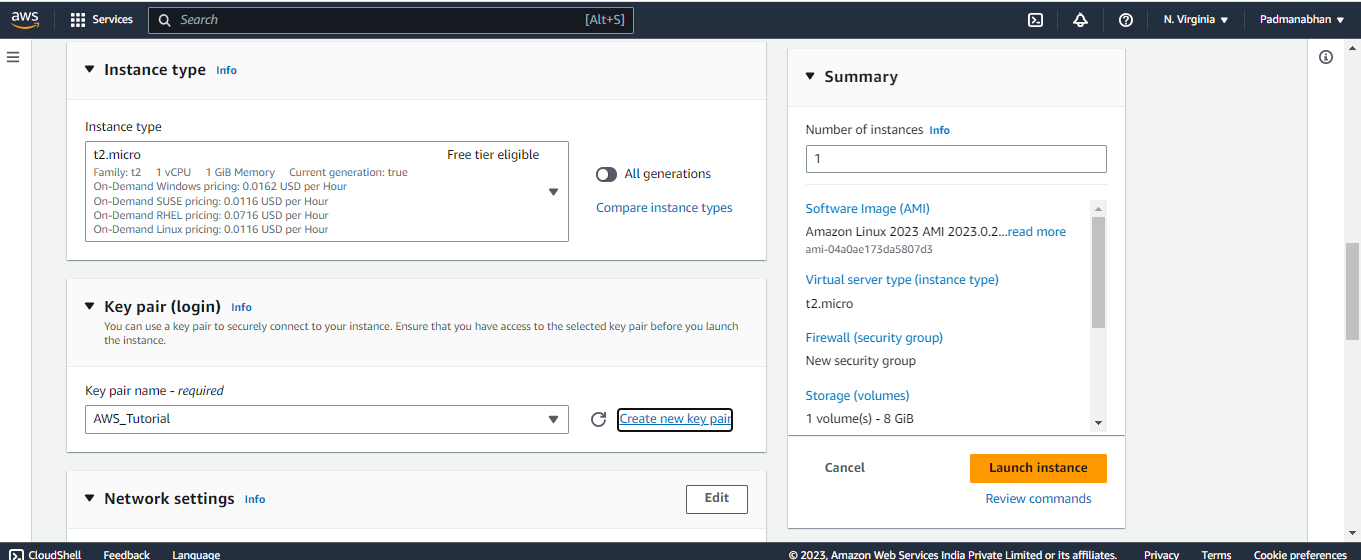 aws
Services
Search
[Alt+S]
N. Virginia
Padmanabhan
Instance type Info
Instance type
t2.micro
Free tier eligible
Family: t2 1 vCPU 1 GiB Memory Current generation: true
On-Demand Windows pricing: 0.0162 USD per Hour
On-Demand SUSE pricing: 0.0116 USD per Hour
On-Demand RHEL pricing: 0.0716 USD per Hour
On-Demand Linux pricing: 0.0116 USD per Hour
All generations
Compare instance types
Key pair (login) Info
You can use a key pair to securely connect to your instance. Ensure that you have access to the selected key pair before you launch
the instance.
Key pair name - required
AWS_Tutorial
Create new key pair
Network settings Info
Edit
Summary
Number of instances Info
1
Software Image (AMI)
Amazon Linux 2023 AMI 2023.0.2...read more
ami-04a0ae173da5807d3
Virtual server type (instance type)
t2.micro
Firewall (security group)
New security group
Storage (volumes)
1 volume(s) - 8 GiB
Cancel
Launch instance
Review commands
CloudShell
Feedback
Language
© 2023, Amazon Web Services India Private Limited or its affiliates.
Privacy
Terms
Cookie preferences